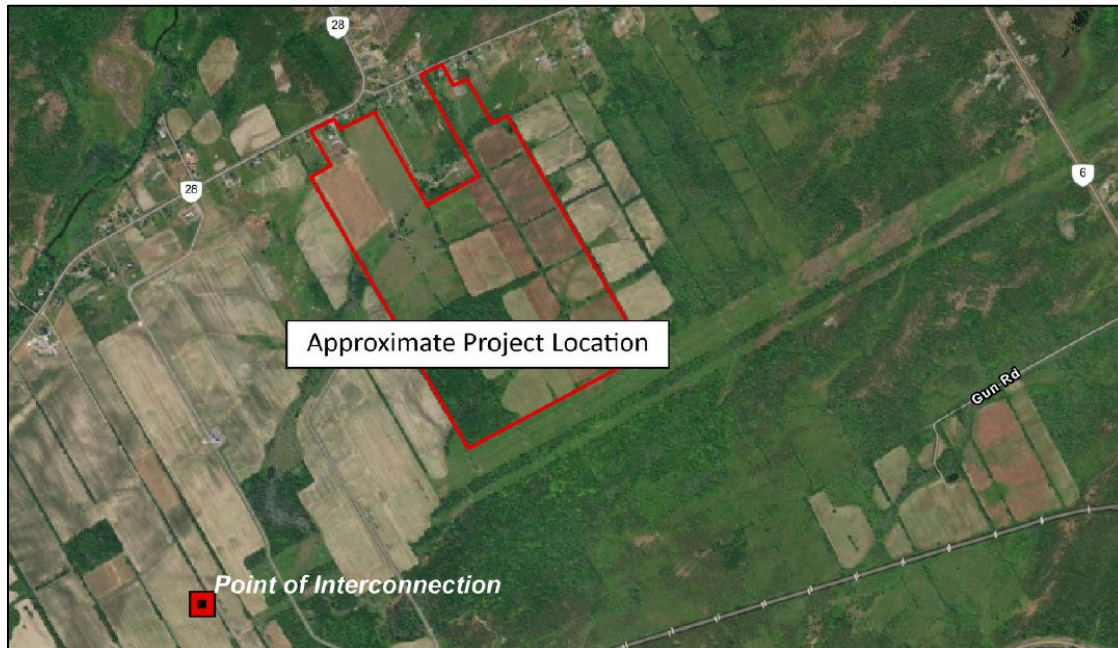 28
28
6
Approximate Project Location
Gun Rd
Point of Interconnection